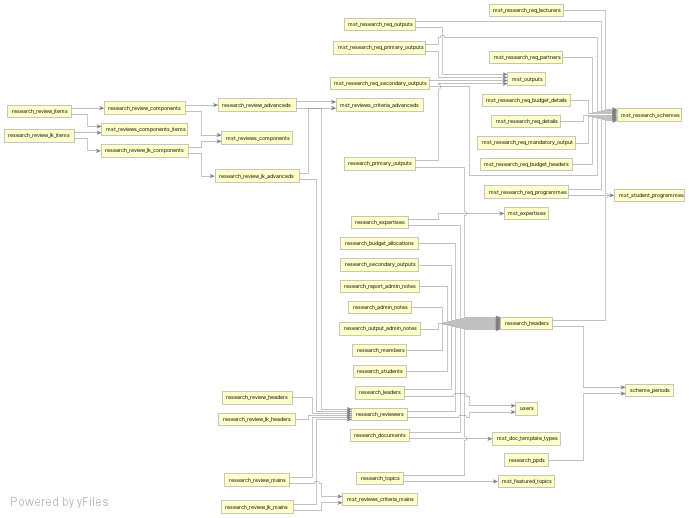 mst_research_req_lecturers
mst_research_req_outputs
mst_research_req_primary_outputs
mst_research_req_partners
mst_research_req_secondary_outputs
mst_outputs
research_review_items
research_review_components
research_review_advanceds
mst_reviews_criteria_advanceds
mst_research_req_budget_details
mst_research_schemes
mst_research_req_details
research_review_lk_items
mst_reviews_components_items
mst_reviews_components
mst_research_req_mandatory_output
research_review_lk_components
research_primary_outputs
mst_research_req_budget_headers
research_review_lk_advanceds
mst_research_req_programmes
mst_student_programmes
research_expertises
mst_expertises
research_budget_allocations
research_secondary_outputs
research_report_admin_notes
research_admin_notes
research_output_admin_notes
research_headers
research_members
research_students
research_leaders
scheme_periods
research_review_headers
research_reviewers
users
research_review_lk_headers
research_documents
mst_doc_template_types
research_ppds
research_review_mains
research_topics
mst_featured_topics
mst_reviews_criteria_mains
research_review_lk_mains
Powered by yFiles